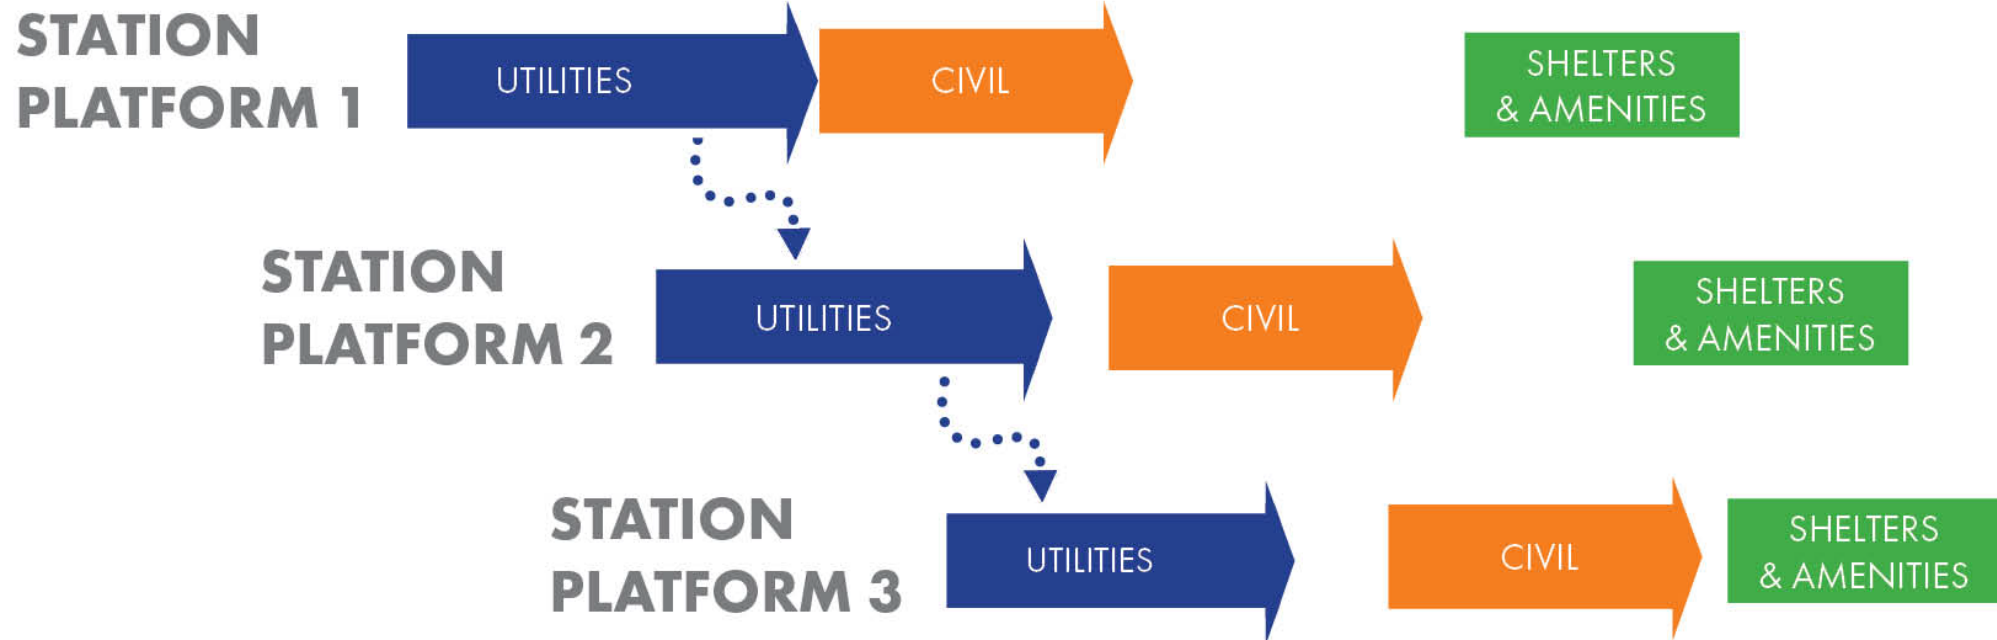 STATION
PLATFORM 1
UTILITIES
CIVIL
SHELTERS
& AMENITIES
STATION
PLATFORM 2
UTILITIES
CIVIL
SHELTERS
& AMENITIES
STATION
PLATFORM 3
UTILITIES
CIVIL
SHELTERS
& AMENITIES